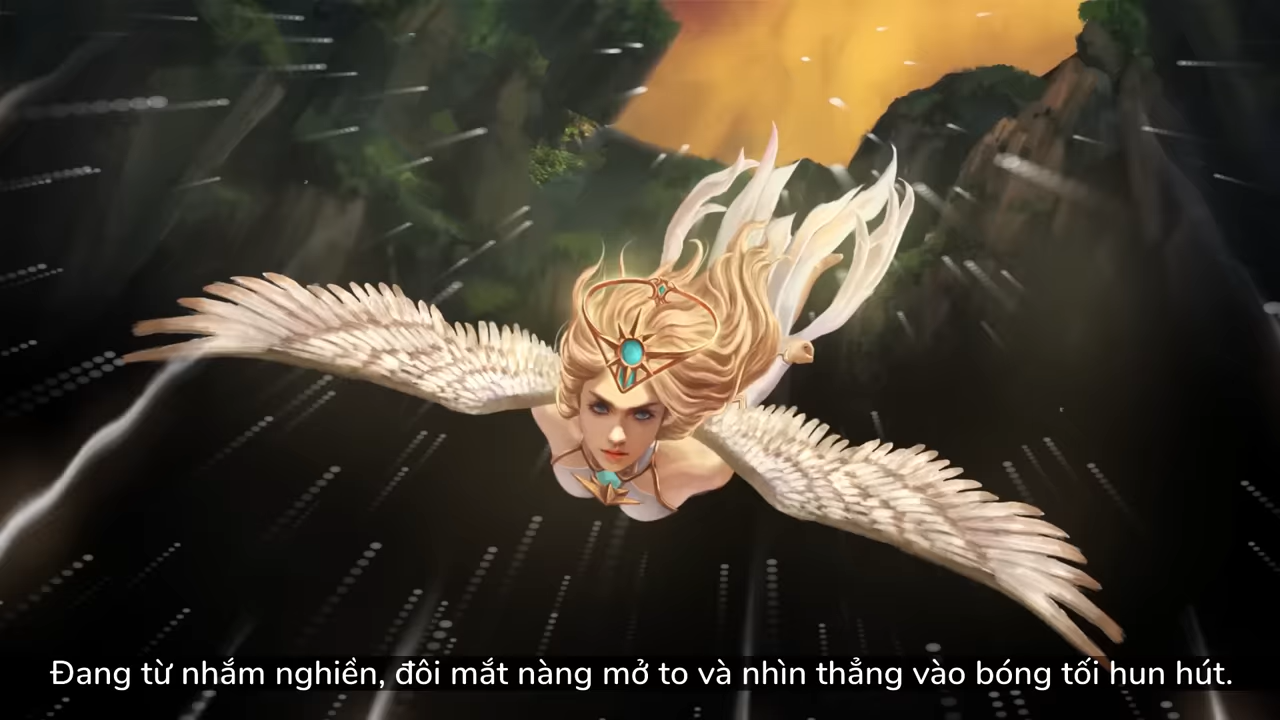 Đang từ nhắm nghiền, đôi mắt nàng mở to và nhìn thẳng vào bóng tối hun hút.